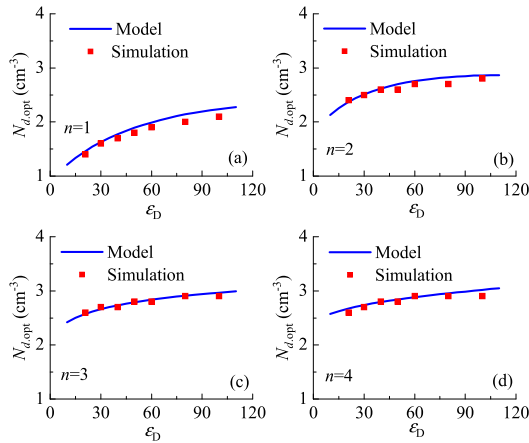 4
3
2
1
N_d.opt (cm^-3)
Model
Simulation
n=1
(a)
0 30 60 90 120
ε_D
4
3
2
1
N_d.opt (cm^-3)
Model
Simulation
n=2
(b)
0 30 60 90 120
ε_D
4
3
2
1
N_d.opt (cm^-3)
Model
Simulation
n=3
(c)
0 30 60 90 120
ε_D
4
3
2
1
N_d.opt (cm^-3)
Model
Simulation
n=4
(d)
0 30 60 90 120
ε_D